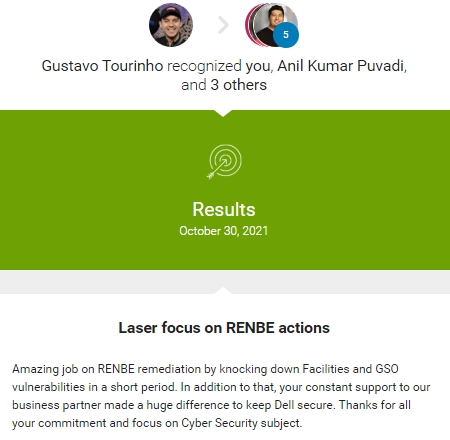 5
Gustavo Tourinho recognized you, Anil Kumar Puvadi,
and 3 others
Results
October 30, 2021
Laser focus on RENBE actions
Amazing job on RENBE remediation by knocking down Facilities and GSO
vulnerabilities in a short period. In addition to that, your constant support to our
business partner made a huge difference to keep Dell secure. Thanks for all
your commitment and focus on Cyber Security subject.